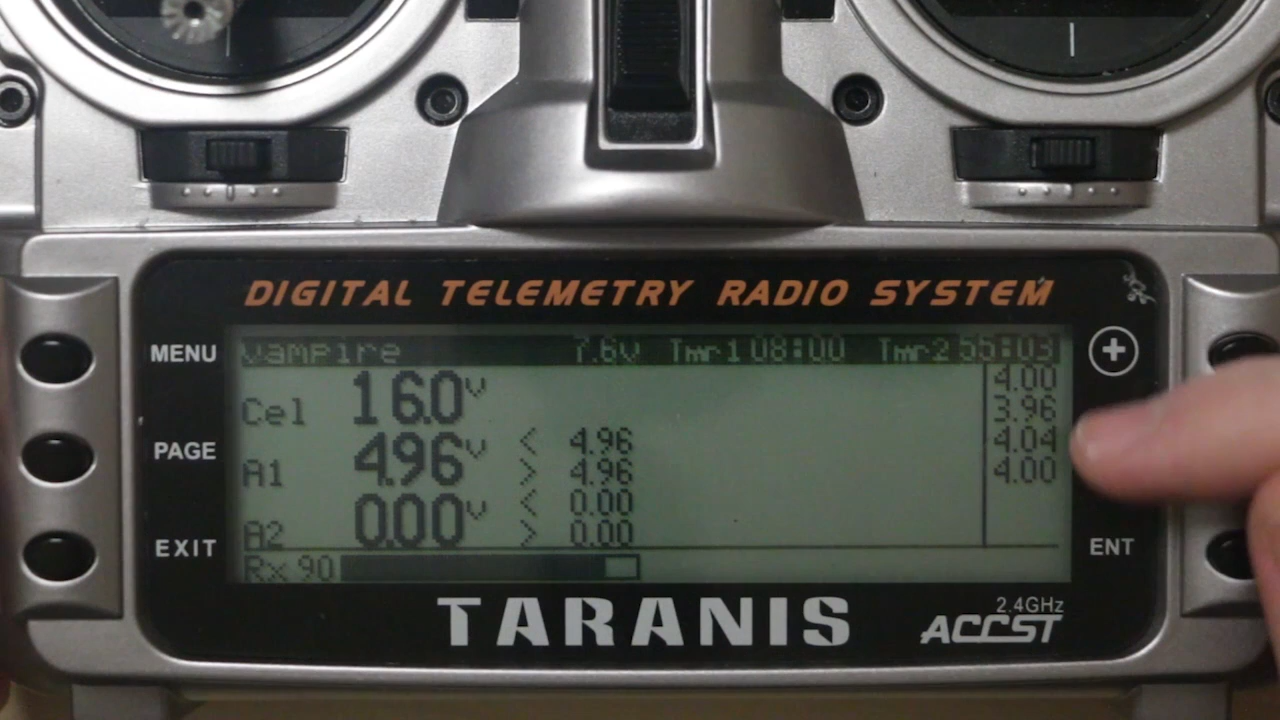 DIGITAL TELEMETRY RADIO SYSTEM
MENU
PAGE
EXIT
vampire 7.6v Tmr1 08:00 Tmr2 55:03
Cel 16.0v
A1 4.96v < 4.96
> 4.96
A2 0.00v < 0.00
> 0.00
Rx 90
4.00
3.96
4.04
4.00
+
ENT
TARANIS
2.4GHz
ACCST